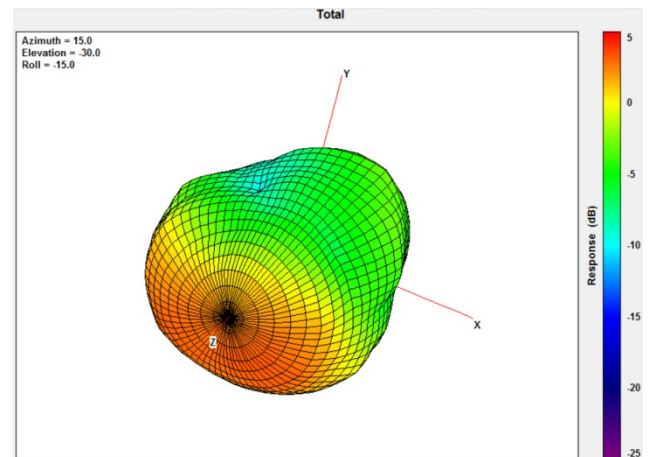 Total
Azimuth = 15.0
Elevation = -30.0
Roll = -15.0
Y
X
Z
5
0
-5
-10
-15
-20
-25
Response (dB)